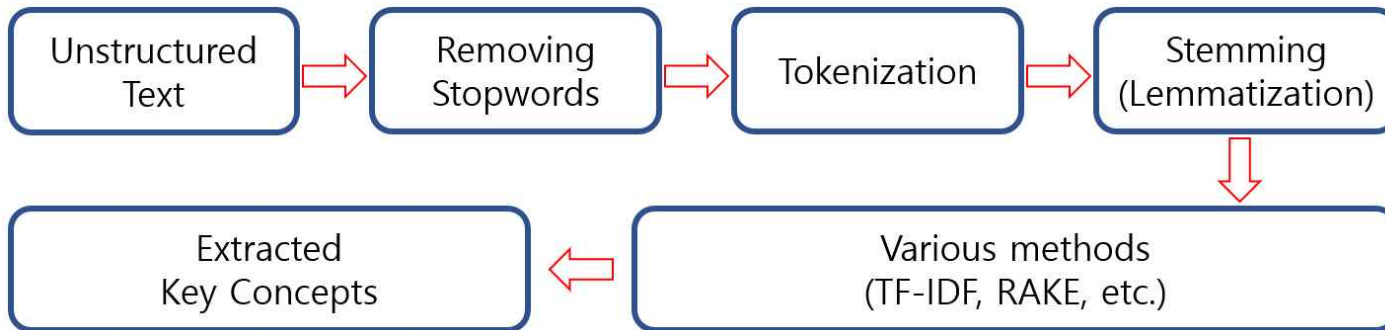 Unstructured
Text
Removing
Stopwords
Tokenization
Stemming
(Lemmatization)
Extracted
Key Concepts
Various methods
(TF-IDF, RAKE, etc.)